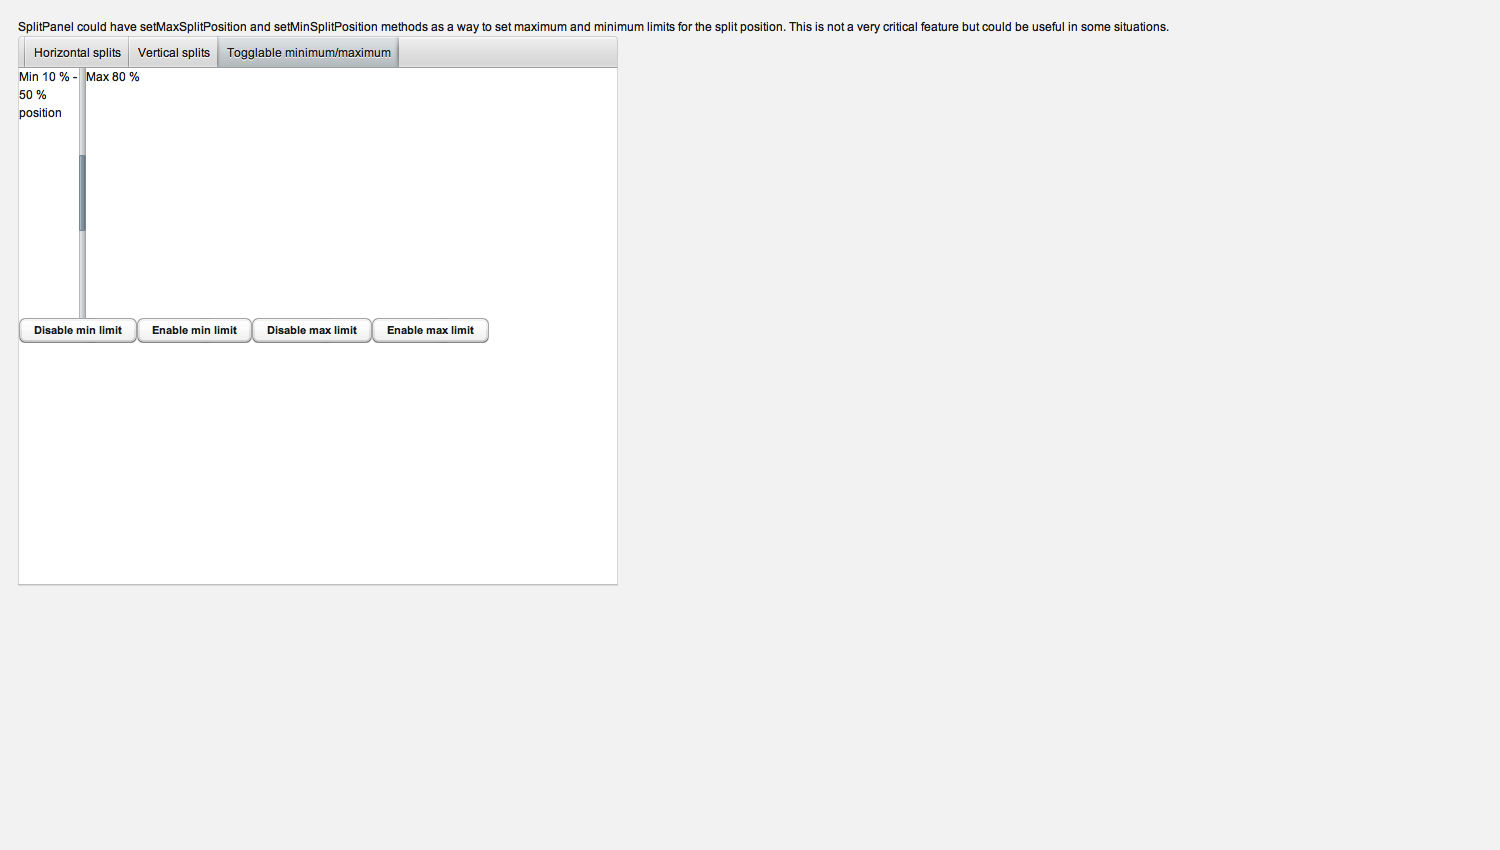 SplitPanel could have setMaxSplitPosition and setMinSplitPosition methods as a way to set maximum and minimum limits for the split position. This is not a very critical feature but could be useful in some situations.
Horizontal splits Vertical splits Togglable minimum/maximum
Min 10 % -
50 %
position
Max 80 %
Disable min limit Enable min limit Disable max limit Enable max limit